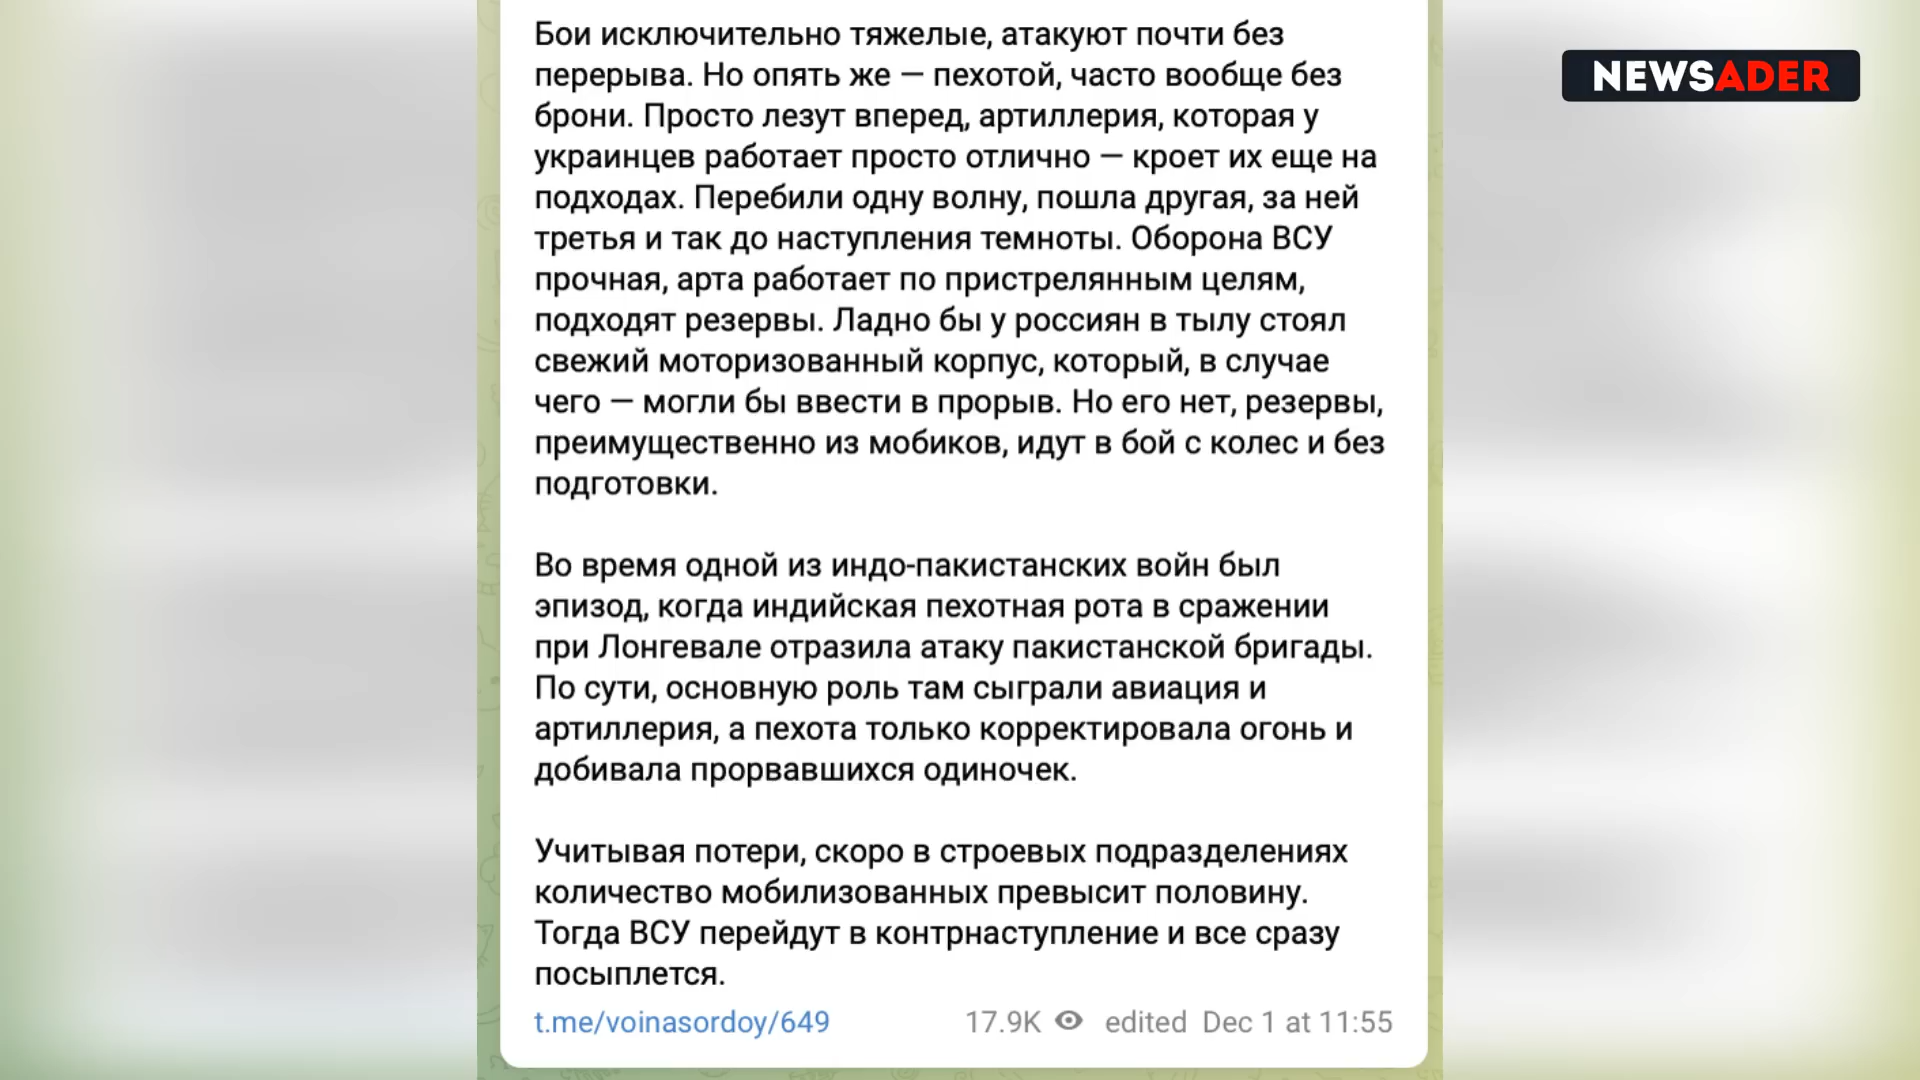 Бои исключительно тяжелые, атакуют почти без
перерыва. Но опять же — пехотой, часто вообще без
брони. Просто лезут вперед, артиллерия, которая у
украинцев работает просто отлично — кроет их еще на
подходах. Перебили одну волну, пошла другая, за ней
третья и так до наступления темноты. Оборона ВСУ
прочная, арта работает по пристрелянным целям,
подходят резервы. Ладно бы у россиян в тылу стоял
свежий моторизованный корпус, который, в случае
чего — могли бы ввести в прорыв. Но его нет, резервы,
преимущественно из мобиков, идут в бой с колес и без
подготовки.
Во время одной из индо-пакистанских войн был
эпизод, когда индийская пехотная рота в сражении
при Лонгевале отразила атаку пакистанской бригады.
По сути, основную роль там сыграли авиация и
артиллерия, а пехота только корректировала огонь и
добивала прорвавшихся одиночек.
Учитывая потери, скоро в строевых подразделениях
количество мобилизованных превысит половину.
Тогда ВСУ перейдут в контрнаступление и все сразу
посыплется.
t.me/voinasordoy/649 17.9K edited Dec 1 at 11:55
NEWSADER